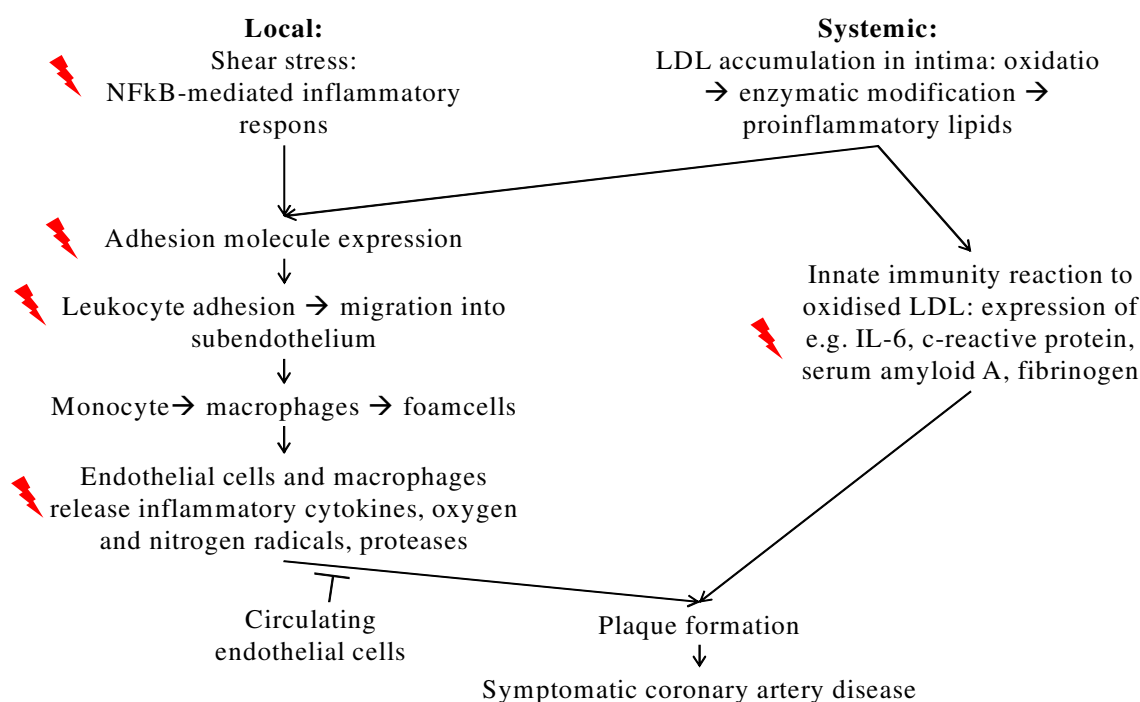 Local:
Shear stress:
NFkB-mediated inflammatory
respons
Systemic:
LDL accumulation in intima: oxidatio
→ enzymatic modification →
proinflammatory lipids
Adhesion molecule expression
Leukocyte adhesion → migration into
subendothelium
Monocyte→ macrophages → foamcells
Endothelial cells and macrophages
release inflammatory cytokines, oxygen
and nitrogen radicals, proteases
Innate immunity reaction to
oxidised LDL: expression of
e.g. IL-6, c-reactive protein,
serum amyloid A, fibrinogen
Circulating
endothelial cells
Plaque formation
Symptomatic coronary artery disease